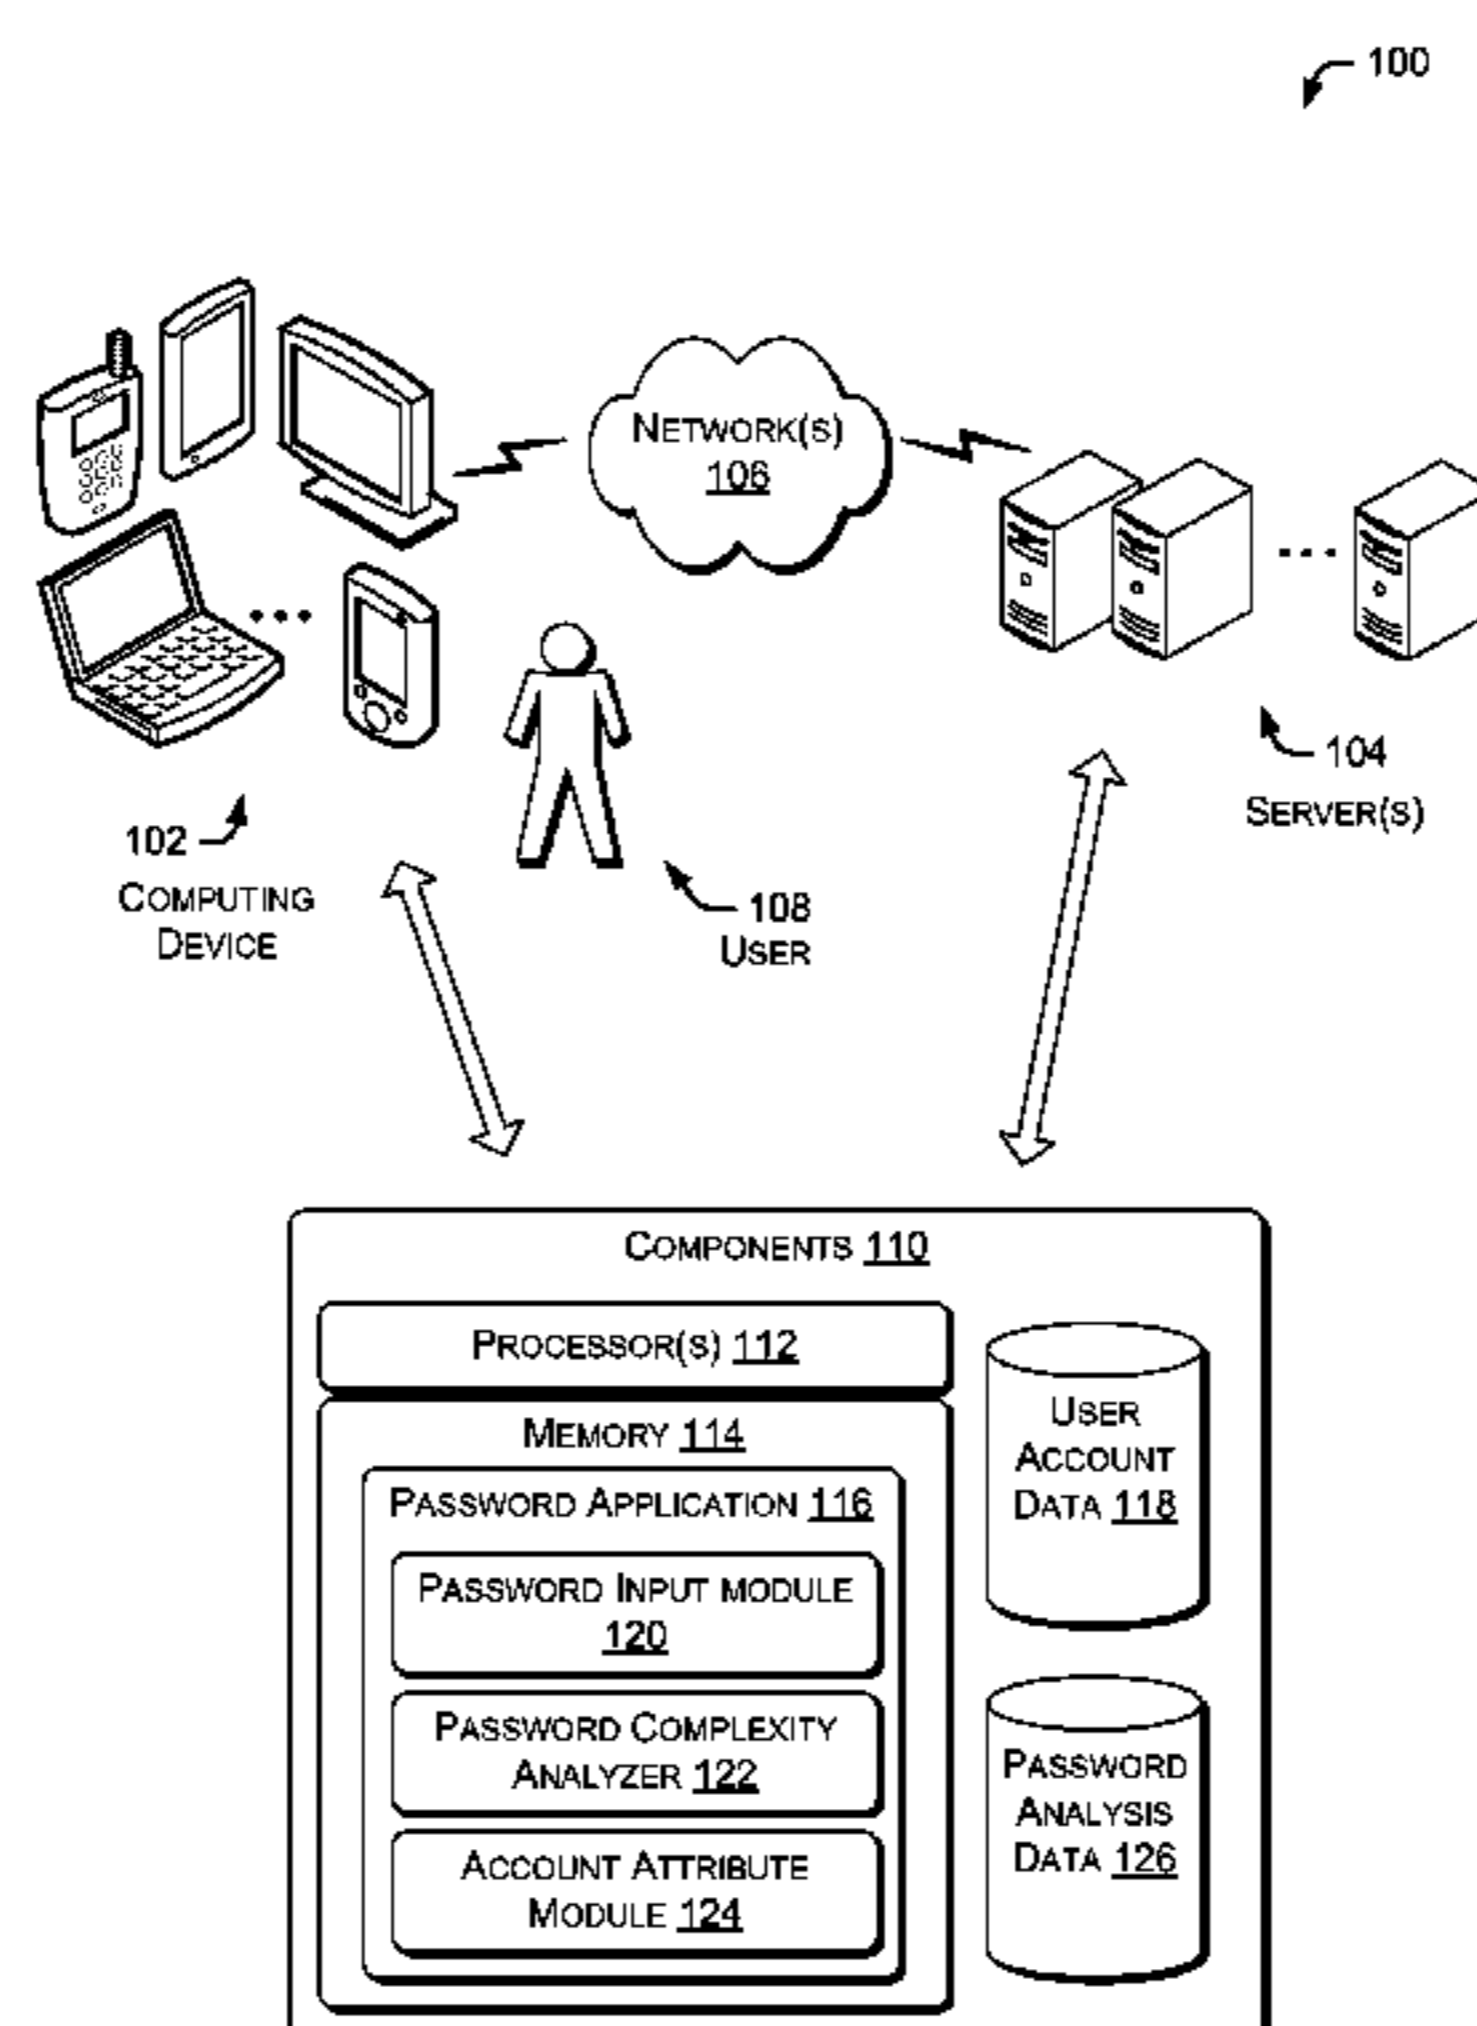 100
NETWORK(S)
106
104
SERVER(S)
102
COMPUTING
DEVICE
108
USER
COMPONENTS 110
PROCESSOR(S) 112
MEMORY 114
PASSWORD APPLICATION 116
PASSWORD INPUT MODULE
120
PASSWORD COMPLEXITY
ANALYZER 122
ACCOUNT ATTRIBUTE
MODULE 124
USER
ACCOUNT
DATA 118
PASSWORD
ANALYSIS
DATA 126